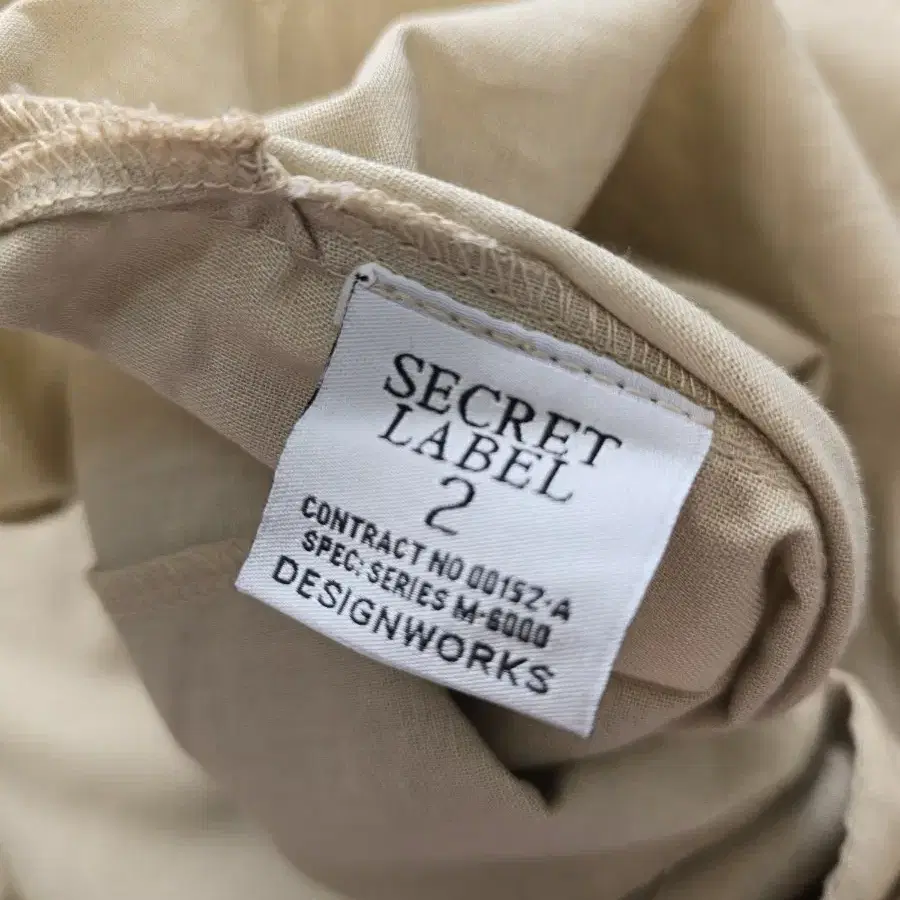 SECRET
LABEL
2
CONTRACT NO 00152-A
SPEC: SERIES M-6000
DESIGNWORKS